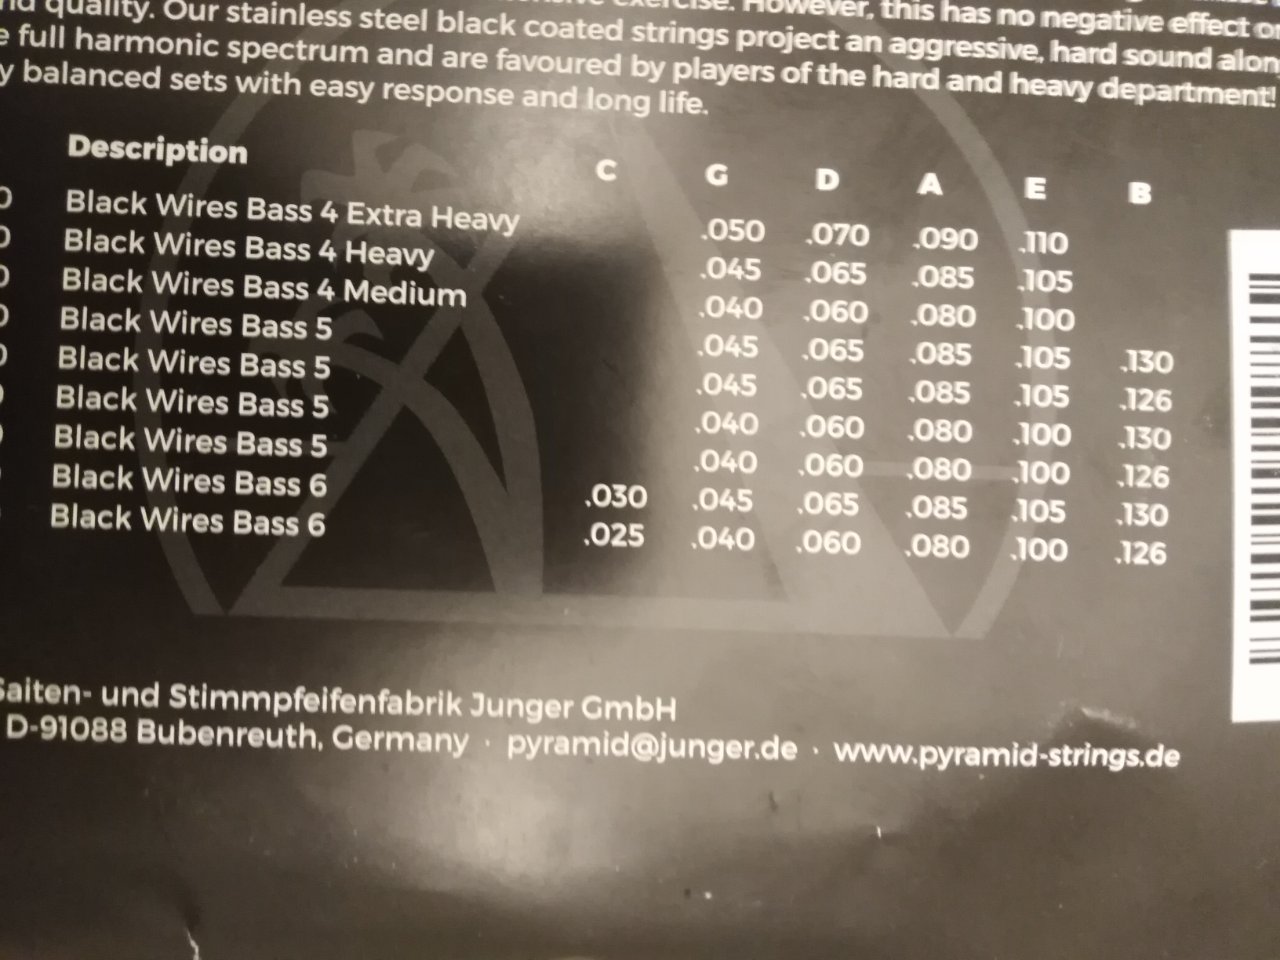 quality. Our stainless steel black coated strings project an aggressive, hard sound
full harmonic spectrum and are favoured by players of the hard and heavy department!
balanced sets with easy response and long life.
Description C G D A E B
Black Wires Bass 4 Extra Heavy .050 .070 .090 .110
Black Wires Bass 4 Heavy .045 .065 .085 .105
Black Wires Bass 4 Medium .040 .060 .080 .100
Black Wires Bass 5 .045 .065 .085 .105 .130
Black Wires Bass 5 .045 .065 .085 .105 .126
Black Wires Bass 5 .040 .060 .080 .100 .130
Black Wires Bass 5 .040 .060 .080 .100 .126
Black Wires Bass 6 .030 .045 .065 .085 .105 .130
Black Wires Bass 6 .025 .040 .060 .080 .100 .126
Saiten- und Stimmpfeifenfabrik Junger GmbH
D-91088 Bubenreuth, Germany · pyramid@junger.de · www.pyramid-strings.de